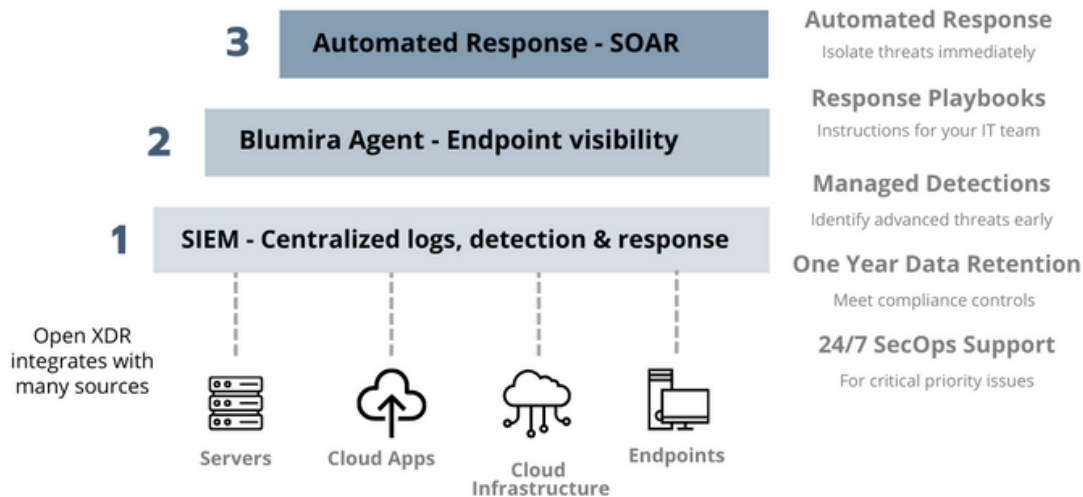 3
Automated Response - SOAR
2
Blumira Agent - Endpoint visibility
1
SIEM - Centralized logs, detection & response
Open XDR
integrates with
many sources
Servers
Cloud Apps
Cloud
Infrastructure
Endpoints
Automated Response
Isolate threats immediately
Response Playbooks
Instructions for your IT team
Managed Detections
Identify advanced threats early
One Year Data Retention
Meet compliance controls
24/7 SecOps Support
For critical priority issues